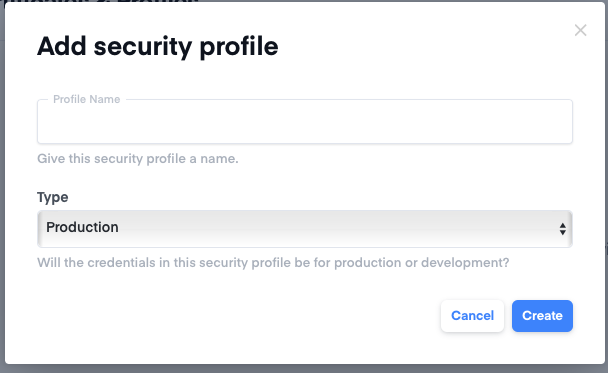 Add security profile
Profile Name
Give this security profile a name.
Type
Production
Will the credentials in this security profile be for production or development?
Cancel
Create